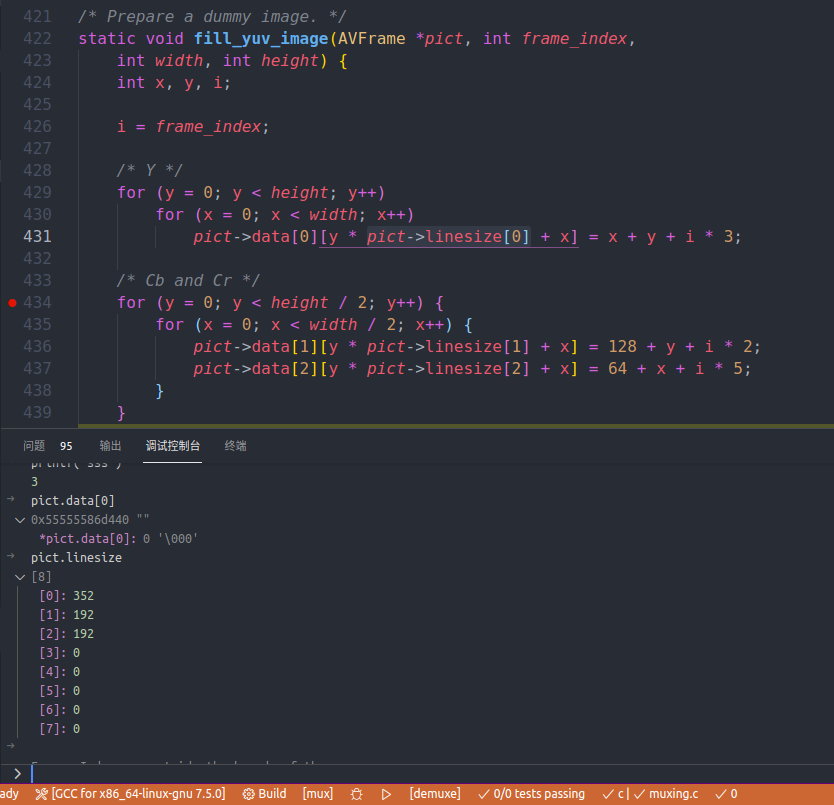 421 /* Prepare a dummy image. */
422 static void fill_yuv_image(AVFrame *pict, int frame_index,
423 int width, int height) {
424 int x, y, i;
425
426 i = frame_index;
427
428 /* Y */
429 for (y = 0; y < height; y++)
430 for (x = 0; x < width; x++)
431 pict->data[0][y * pict->linesize[0] + x] = x + y + i * 3;
432
433 /* Cb and Cr */
434 for (y = 0; y < height / 2; y++) {
435 for (x = 0; x < width / 2; x++) {
436 pict->data[1][y * pict->linesize[1] + x] = 128 + y + i * 2;
437 pict->data[2][y * pict->linesize[2] + x] = 64 + x + i * 5;
438 }
439 }
问题 95 输出 调试控制台 终端
printf("sss")
3
pict.data[0]
0x55555586d440 ""
*pict.data[0]: 0 '\000'
pict.linesize
[8]
[0]: 352
[1]: 192
[2]: 192
[3]: 0
[4]: 0
[5]: 0
[6]: 0
[7]: 0
ady [GCC for x86_64-linux-gnu 7.5.0] Build [mux] [demuxe] 0/0 tests passing c | muxing.c 0